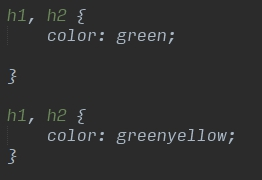 h1, h2 {
    color: green;

}

h1, h2 {
    color: greenyellow;
}